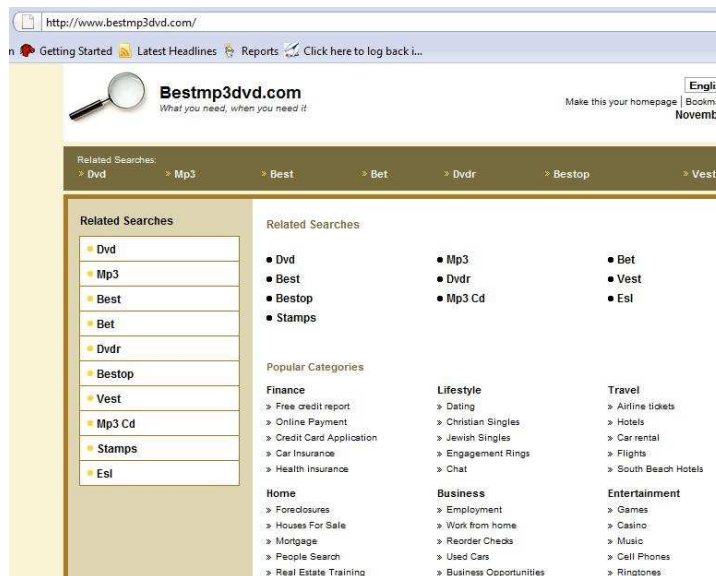 http://www.bestmp3dvd.com/
Getting Started Latest Headlines Reports Click here to log back i...
Bestmp3dvd.com
What you need, when you need it
Make this your homepage |
Related Searches:
» Dvd » Mp3 » Best » Bet » Dvdr » Bestop » Vest
Related Searches
Dvd
Mp3
Best
Bet
Dvdr
Bestop
Vest
Mp3 Cd
Stamps
Esl
Related Searches
• Dvd • Mp3 • Bet
• Best • Dvdr • Vest
• Bestop • Mp3 Cd • Esl
• Stamps
Popular Categories
Finance Lifestyle Travel
» Free credit report » Dating » Airline tickets
» Online Payment » Christian Singles » Hotels
» Credit Card Application » Jewish Singles » Car rental
» Car Insurance » Engagement Rings » Flights
» Health insurance » Chat » South Beach Hotels
Home Business Entertainment
» Foreclosures » Employment » Games
» Houses For Sale » Work from home » Casino
» Mortgage » Reorder Checks » Music
» People Search » Used Cars » Cell Phones
» Real Estate Training » Business Opportunities » Ringtones